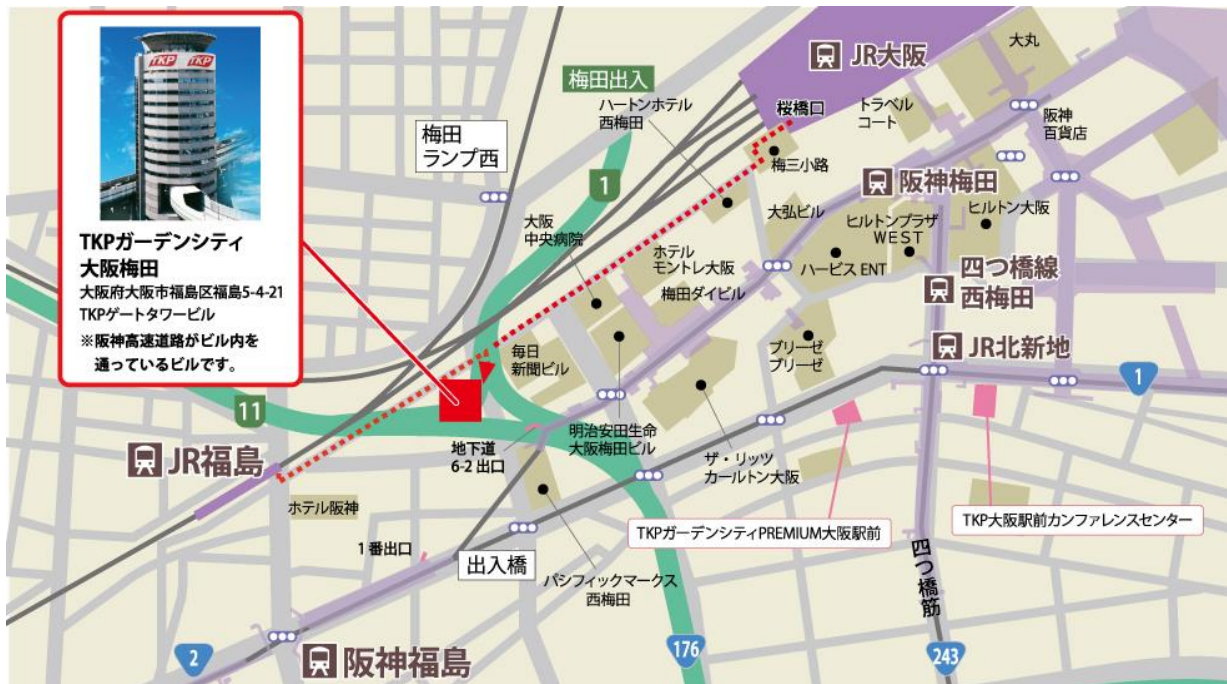 TKP TKP
TKPガーデンシティ
大阪梅田
大阪府大阪市福島区福島5-4-21
TKPゲートタワービル
※阪神高速道路がビル内を
通っているビルです。
梅田出入
ハートンホテル
西梅田
梅田
ランプ西
1
JR大阪
大丸
桜橋口
トラベル
コート
阪神
百貨店
梅三小路
阪神梅田
大弘ビル
ヒルトンプラザ
WEST
ヒルトン大阪
大阪
中央病院
ホテル
モントレ大阪
ハービス ENT
梅田ダイビル
四つ橋線
西梅田
毎日
新聞ビル
ブリーゼ
ブリーゼ
JR北新地
1
11
地下道
6-2 出口
明治安田生命
大阪梅田ビル
ザ・リッツ
カールトン大阪
JR福島
ホテル阪神
1番出口
出入橋
パシフィックマークス
西梅田
TKPガーデンシティPREMIUM大阪駅前
TKP大阪駅前カンファレンスセンター
四つ橋筋
2
阪神福島
176
243